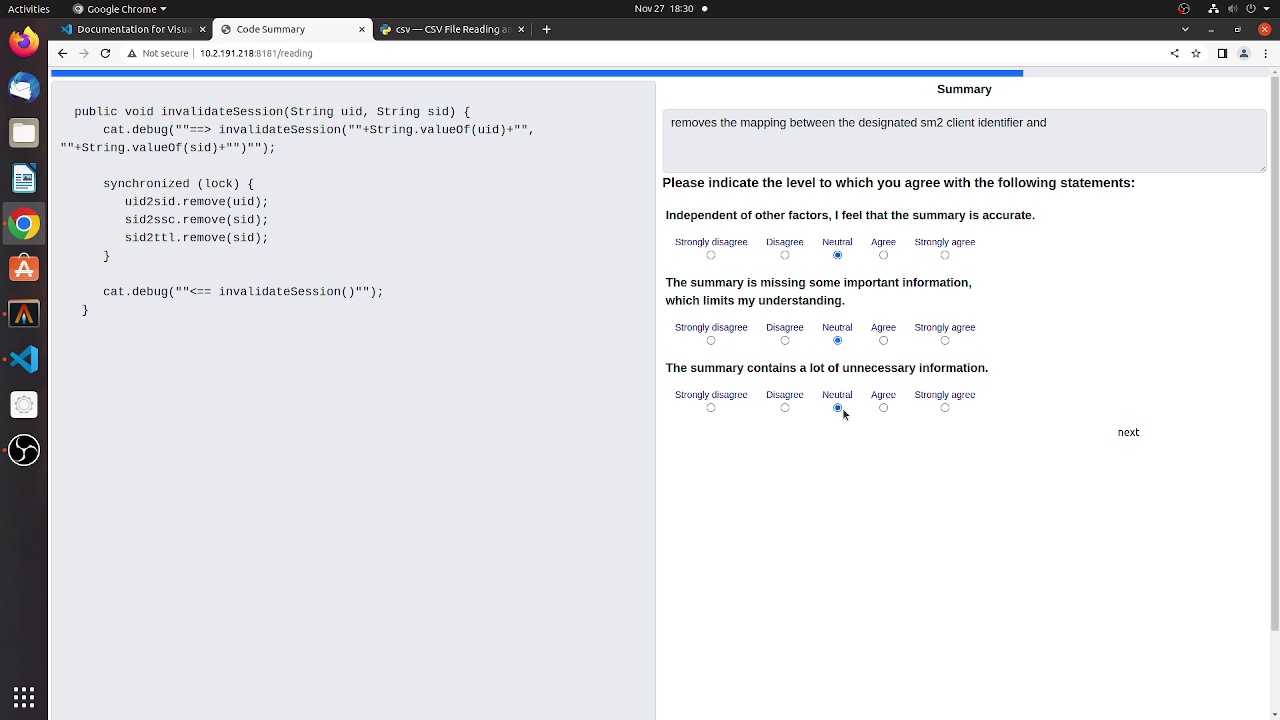 Activities
Google Chrome
Nov 27 18:30
Documentation for Visua
Code Summary
csv — CSV File Reading an
Not secure
10.2.191.218:8181/reading
public void invalidateSession(String uid, String sid) {
cat.debug(""==> invalidateSession(""+String.valueOf(uid)+"",
""+String.valueOf(sid)+"")"");
synchronized (lock) {
uid2sid.remove(uid);
sid2ssc.remove(sid);
sid2ttl.remove(sid);
}
cat.debug(""<== invalidateSession()"");
}
Summary
removes the mapping between the designated sm2 client identifier and
Please indicate the level to which you agree with the following statements:
Independent of other factors, I feel that the summary is accurate.
Strongly disagree Disagree Neutral Agree Strongly agree
The summary is missing some important information,
which limits my understanding.
Strongly disagree Disagree Neutral Agree Strongly agree
The summary contains a lot of unnecessary information.
Strongly disagree Disagree Neutral Agree Strongly agree
next